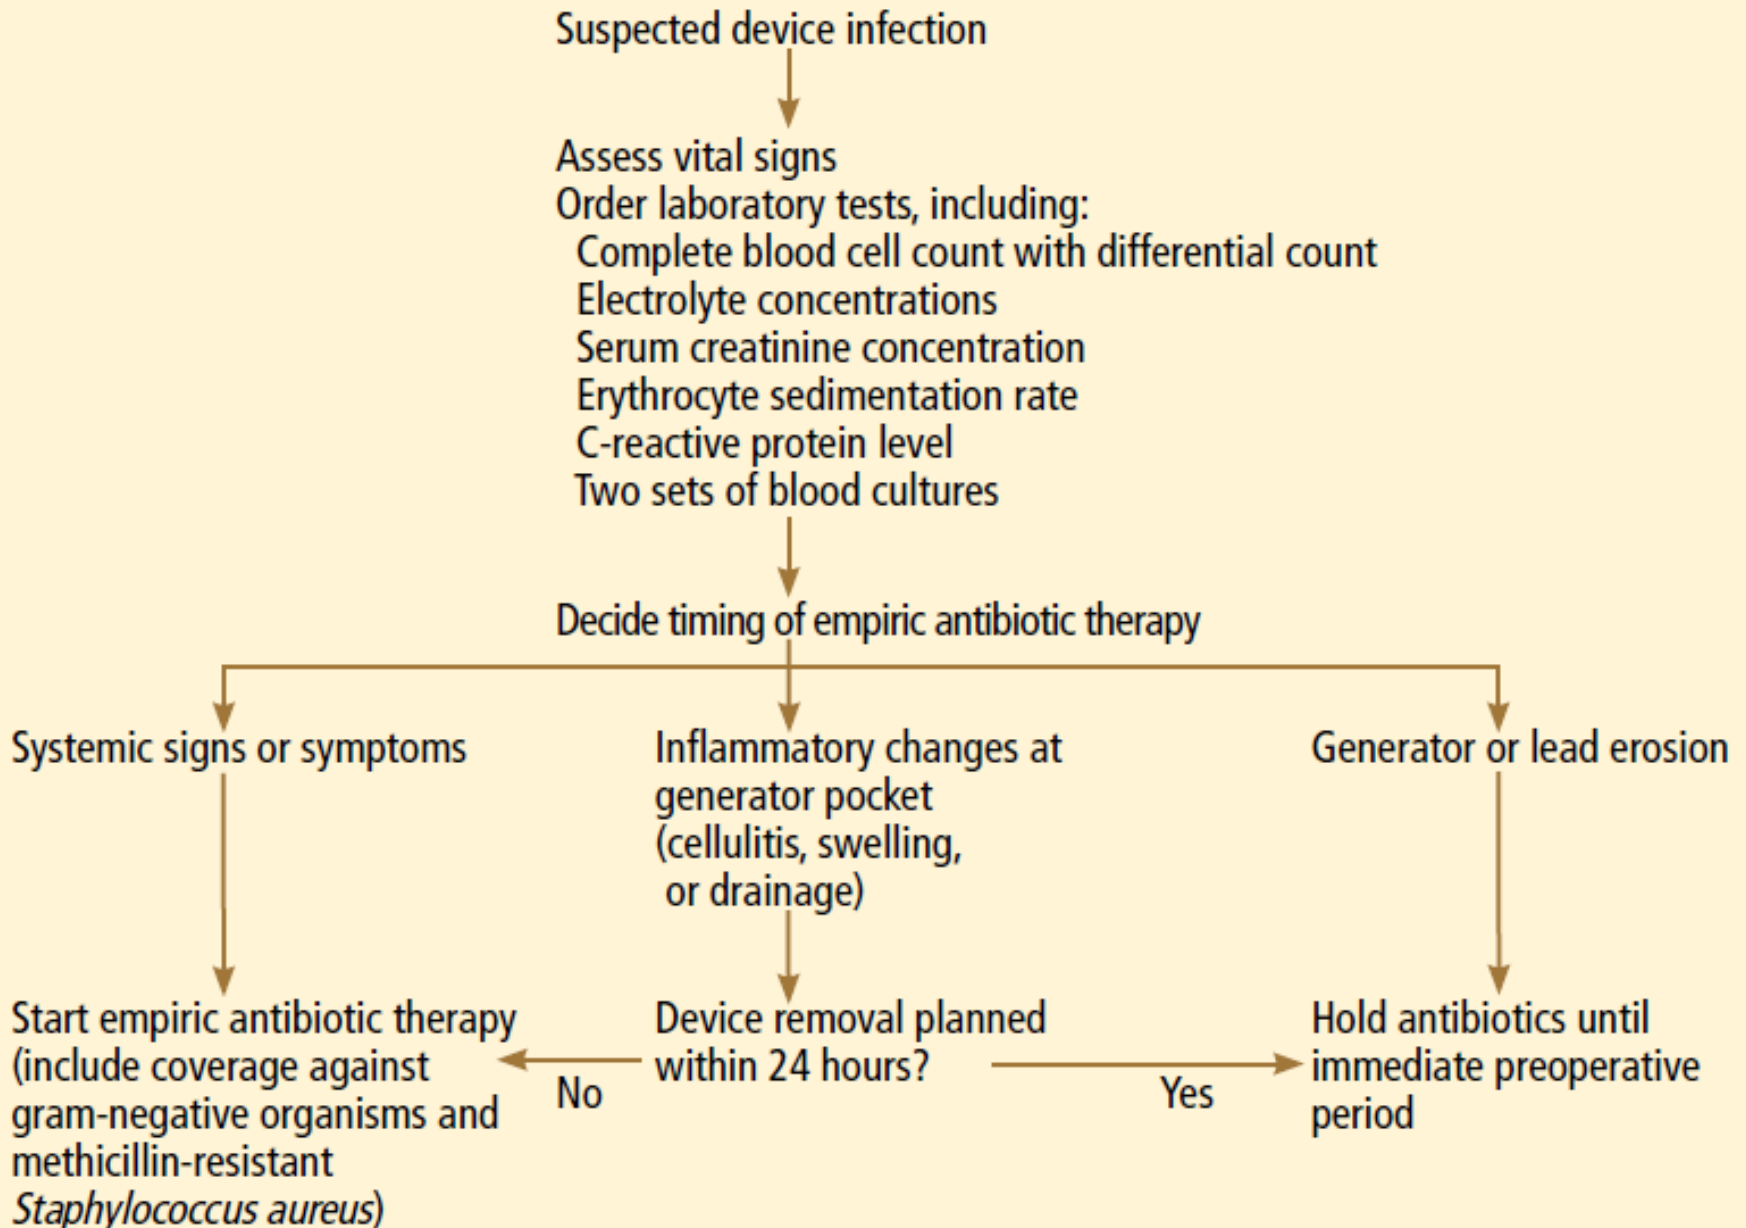 Suspected device infection
Assess vital signs
Order laboratory tests, including:
Complete blood cell count with differential count
Electrolyte concentrations
Serum creatinine concentration
Erythrocyte sedimentation rate
C-reactive protein level
Two sets of blood cultures
Decide timing of empiric antibiotic therapy
Systemic signs or symptoms
Inflammatory changes at
generator pocket
(cellulitis, swelling,
or drainage)
Generator or lead erosion
Start empiric antibiotic therapy
(include coverage against
gram-negative organisms and
methicillin-resistant
Staphylococcus aureus)
No
Device removal planned
within 24 hours?
Yes
Hold antibiotics until
immediate preoperative
period